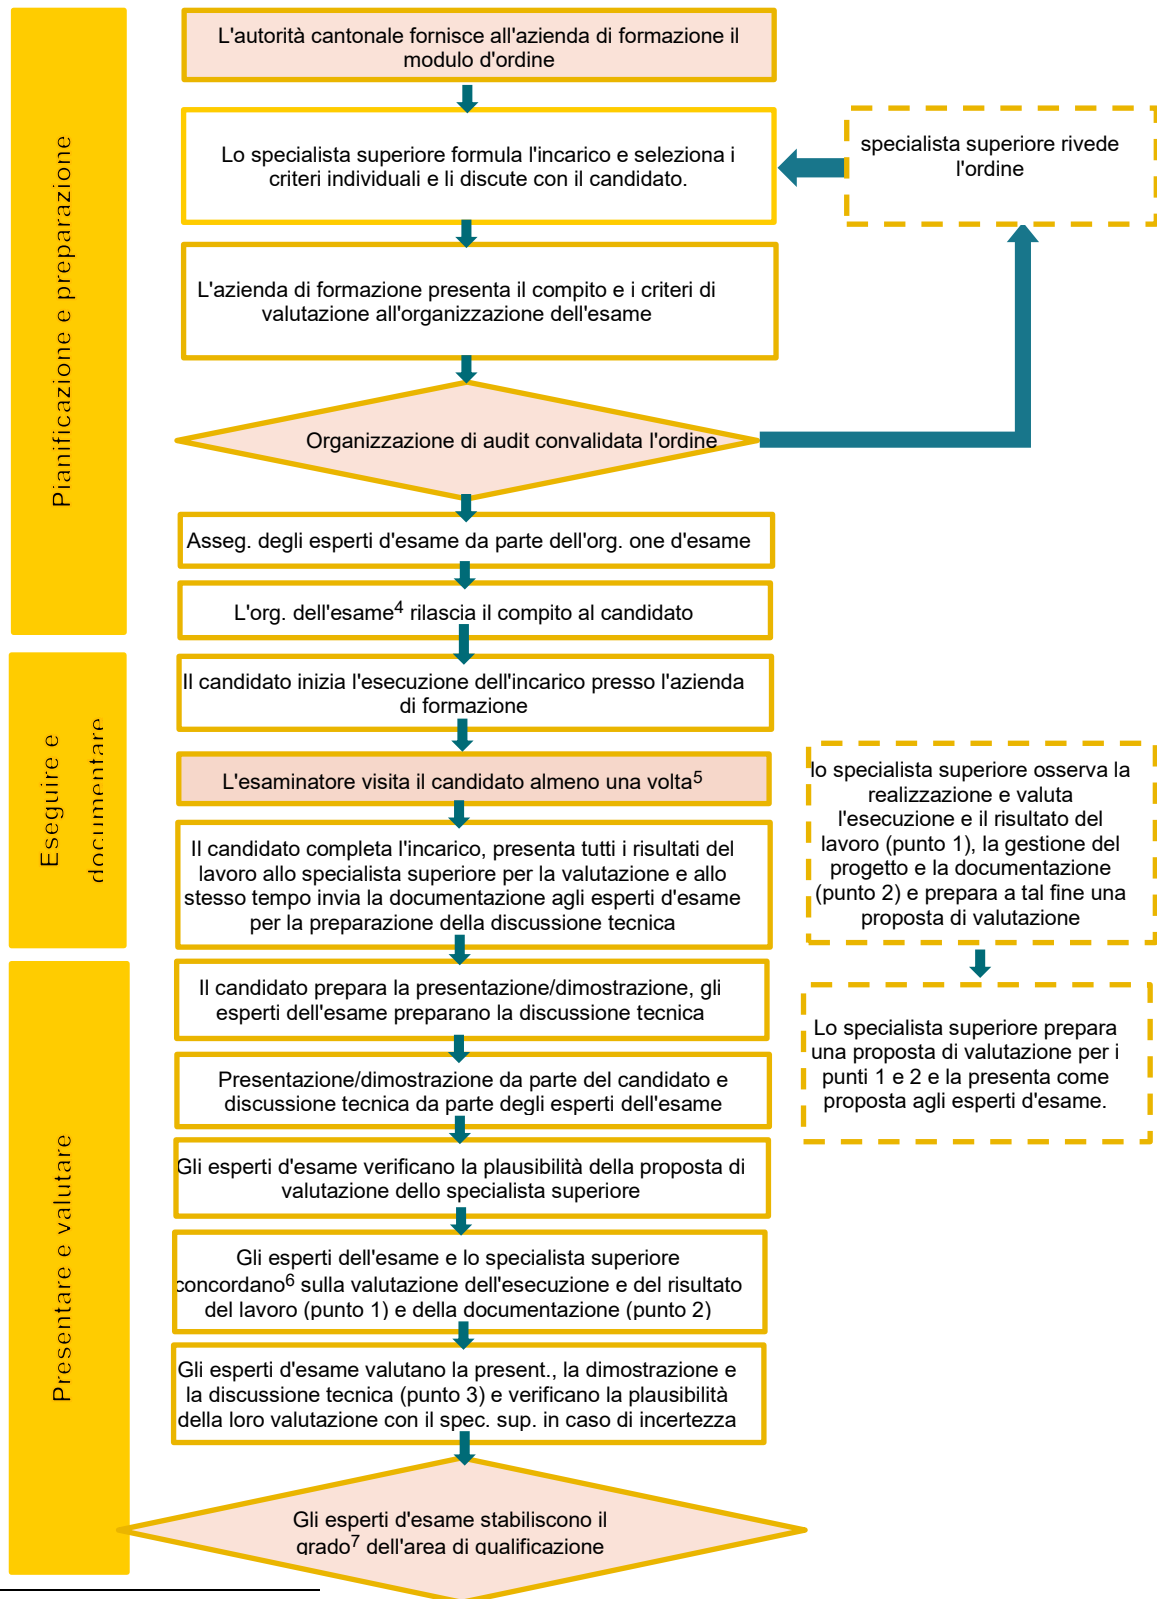 Pianificazione e preparazione
L'autorità cantonale fornisce all'azienda di formazione il
modulo d'ordine
Lo specialista superiore formula l'incarico e seleziona i
criteri individuali e li discute con il candidato.
specialista superiore rivede
l'ordine
L'azienda di formazione presenta il compito e i criteri di
valutazione all'organizzazione dell'esame
Organizzazione di audit convalidata l'ordine
Asseg. degli esperti d'esame da parte dell'org. one d'esame
L'org. dell'esame4 rilascia il compito al candidato
Eseguire e
documentare
Il candidato inizia l'esecuzione dell'incarico presso l'azienda
di formazione
L'esaminatore visita il candidato almeno una volta5
Il candidato completa l'incarico, presenta tutti i risultati del
lavoro allo specialista superiore per la valutazione e allo
stesso tempo invia la documentazione agli esperti d'esame
per la preparazione della discussione tecnica
lo specialista superiore osserva la
realizzazione e valuta
l'esecuzione e il risultato del
lavoro (punto 1), la gestione del
progetto e la documentazione
(punto 2) e prepara a tal fine una
proposta di valutazione
Presentare e valutare
Il candidato prepara la presentazione/dimostrazione, gli
esperti dell'esame preparano la discussione tecnica
Lo specialista superiore prepara
una proposta di valutazione per i
punti 1 e 2 e la presenta come
proposta agli esperti d'esame.
Presentazione/dimostrazione da parte del candidato e
discussione tecnica da parte degli esperti dell'esame
Gli esperti d'esame verificano la plausibilità della proposta di
valutazione dello specialista superiore
Gli esperti dell'esame e lo specialista superiore
concordano6 sulla valutazione dell'esecuzione e del risultato
del lavoro (punto 1) e della documentazione (punto 2)
Gli esperti d'esame valutano la present., la dimostrazione e
la discussione tecnica (punto 3) e verificano la plausibilità
della loro valutazione con il spec. sup. in caso di incertezza
Gli esperti d'esame stabiliscono il
grado7 dell'area di qualificazione